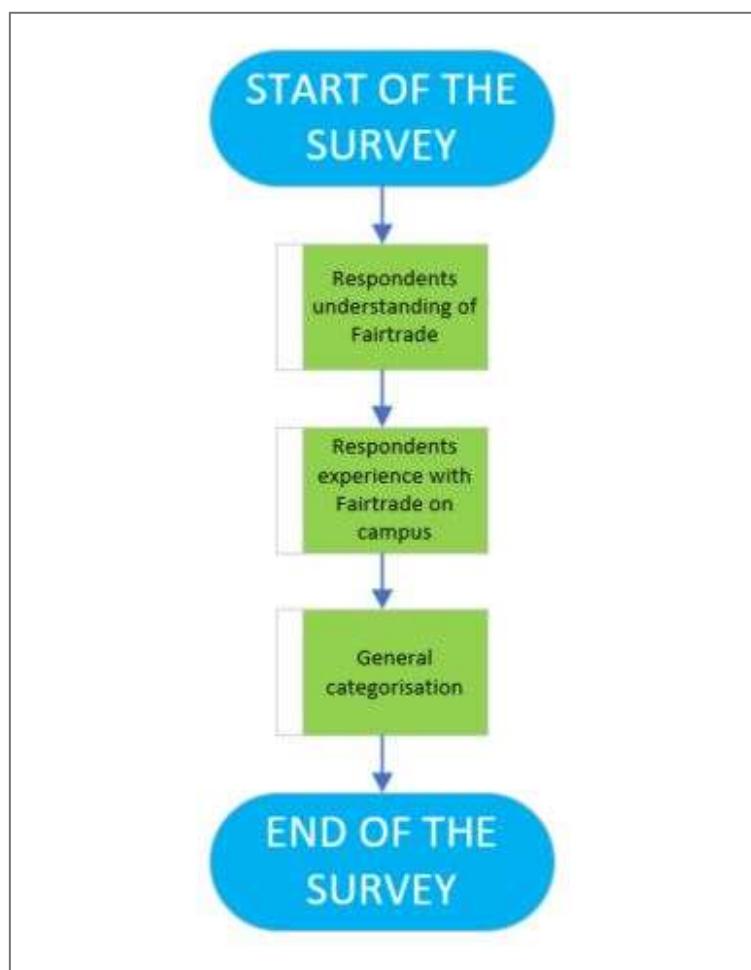 START OF THE
SURVEY
Respondents
understanding of
Fairtrade
Respondents
experience with
Fairtrade on
campus
General
categorisation
END OF THE
SURVEY